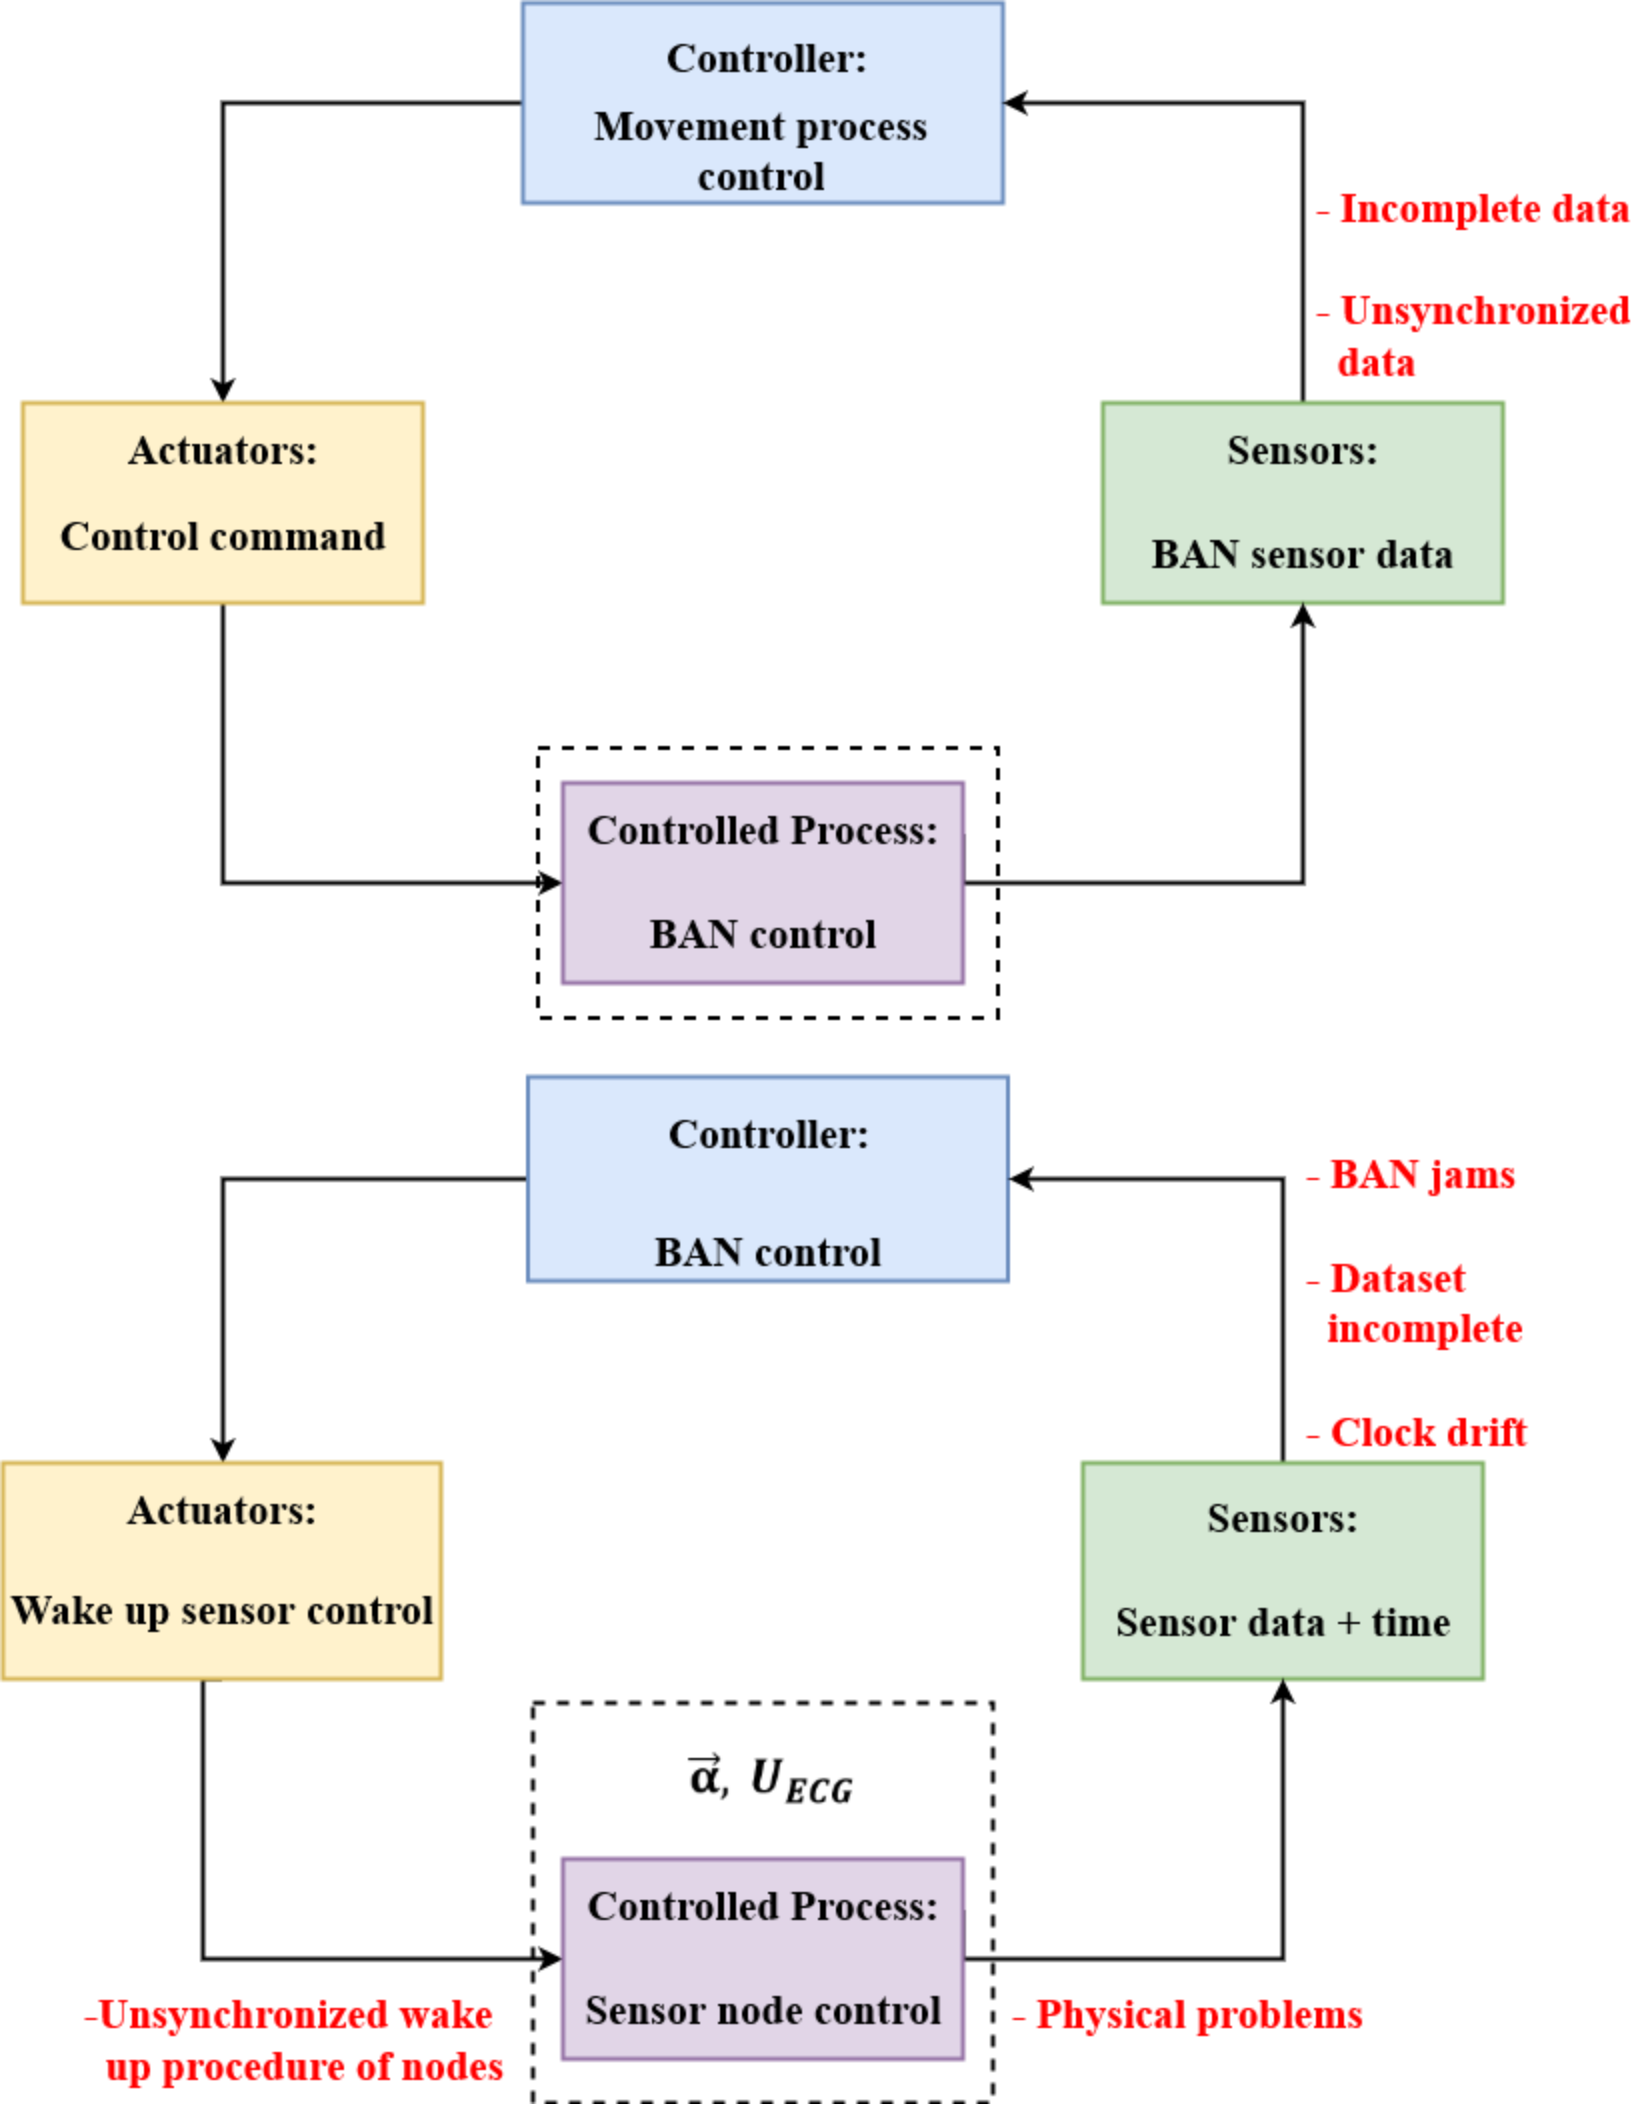 Controller:
Movement process
control
- Incomplete data
- Unsynchronized
data
Actuators:
Control command
Sensors:
BAN sensor data
Controlled Process:
BAN control
Controller:
BAN control
- BAN jams
- Dataset
incomplete
- Clock drift
Actuators:
Wake up sensor control
Sensors:
Sensor data + time
α⃗, U_ECG
Controlled Process:
Sensor node control
-Unsynchronized wake
up procedure of nodes
- Physical problems